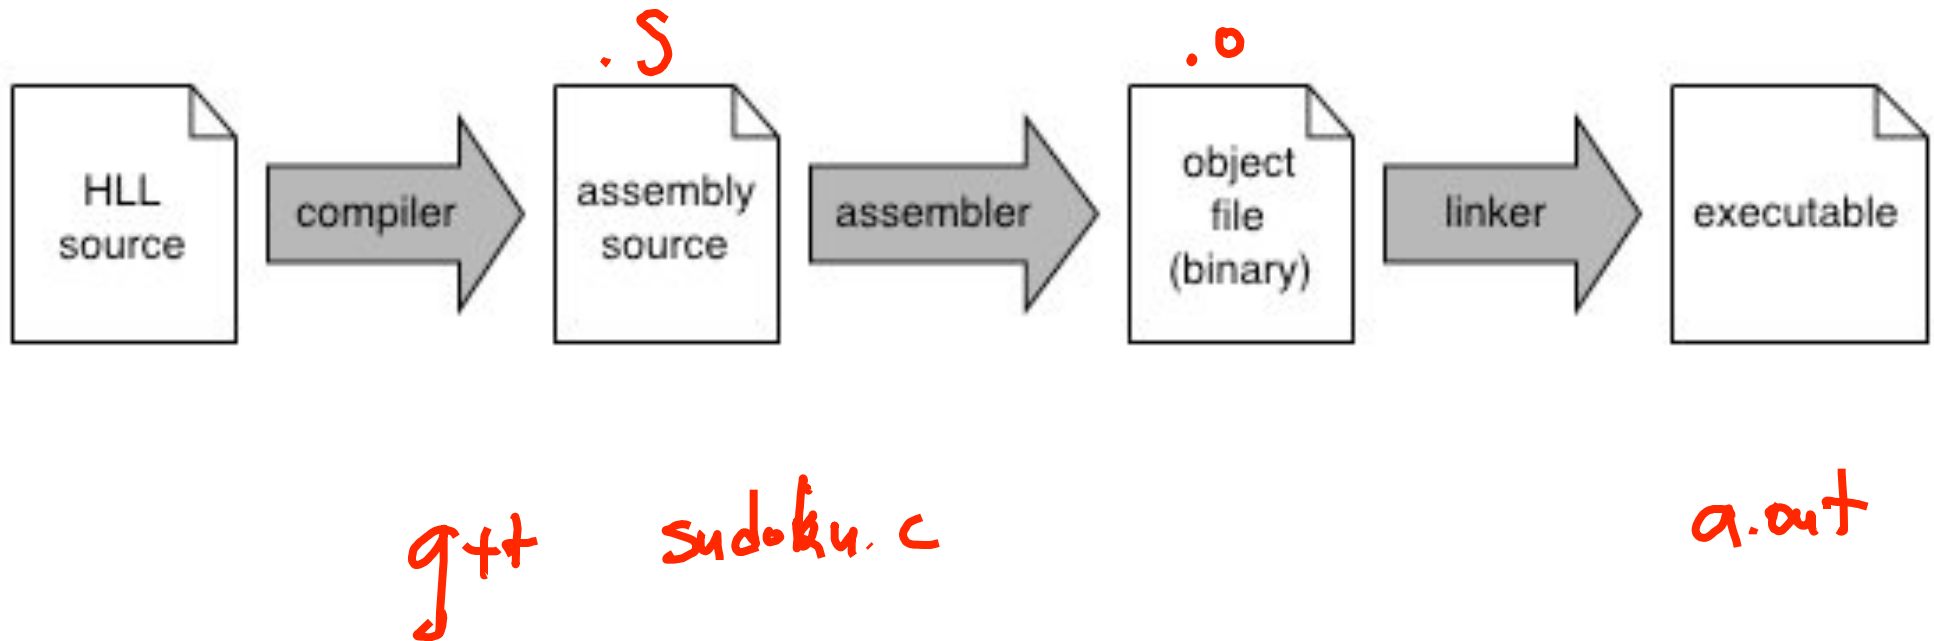 .S
.o
HLL
source
compiler
assembly
source
assembler
object
file
(binary)
linker
executable
g++ sudoku.c
a.out